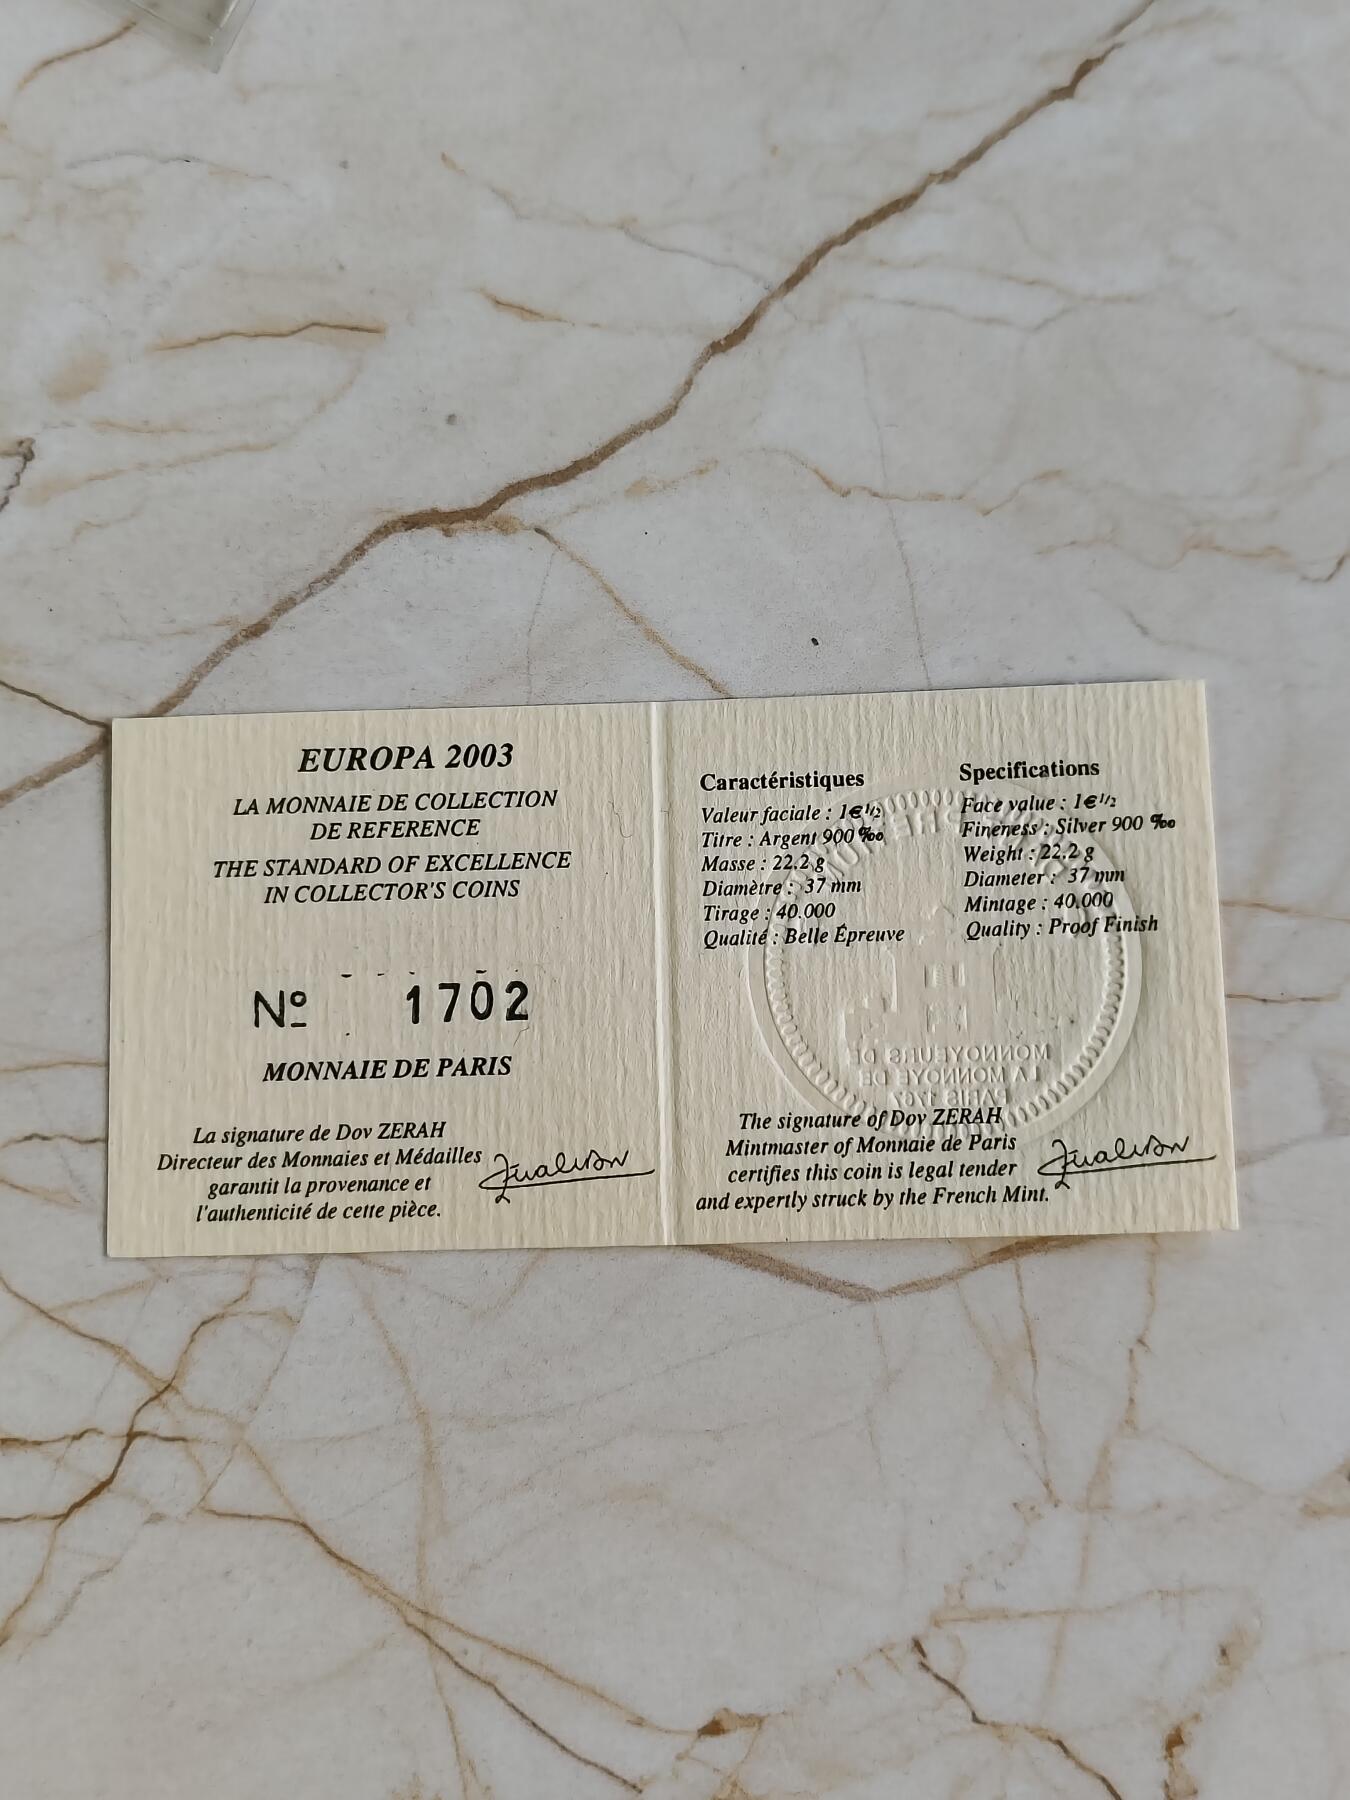 EUROPA 2003
LA MONNAIE DE COLLECTION
DE REFERENCE
THE STANDARD OF EXCELLENCE
IN COLLECTOR'S COINS
Nº 1702
MONNAIE DE PARIS
La signature de Dov ZERAH
Directeur des Monnaies et Médailles
garantit la provenance et
l'authenticité de cette pièce.
Caractéristiques
Valeur faciale : 1€ 1/2
Titre : Argent 900 ‰
Masse : 22.2 g
Diamètre : 37 mm
Tirage : 40.000
Qualité : Belle Épreuve
Specifications
Face value : 1€ 1/2
Fineness : Silver 900 ‰
Weight : 22.2 g
Diameter : 37 mm
Mintage : 40.000
Quality : Proof Finish
MONNOYEURS DE
LA MONNOYE DE
PARIS 1767
The signature of Dov ZERAH
Mintmaster of Monnaie de Paris
certifies this coin is legal tender
and expertly struck by the French Mint.